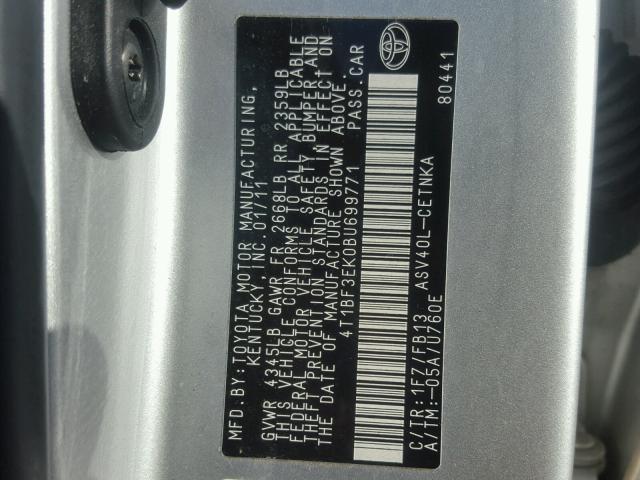 MFD. BY: TOYOTA MOTOR MANUFACTURING,
KENTUCKY, INC. 01/11
GVWR 4345LB GAWR FR 2668LB RR 2359LB
THIS VEHICLE CONFORMS TO ALL APPLICABLE
FEDERAL MOTOR VEHICLE SAFETY, BUMPER AND
THEFT PREVENTION STANDARDS IN EFFECT ON
THE DATE OF MANUFACTURE SHOWN ABOVE.
4T1BF3EK0BU699771 PASS. CAR
C/TR: 1F7/FB13 ASV40L-CETNKA
A/TM: -05A/U760E 80441